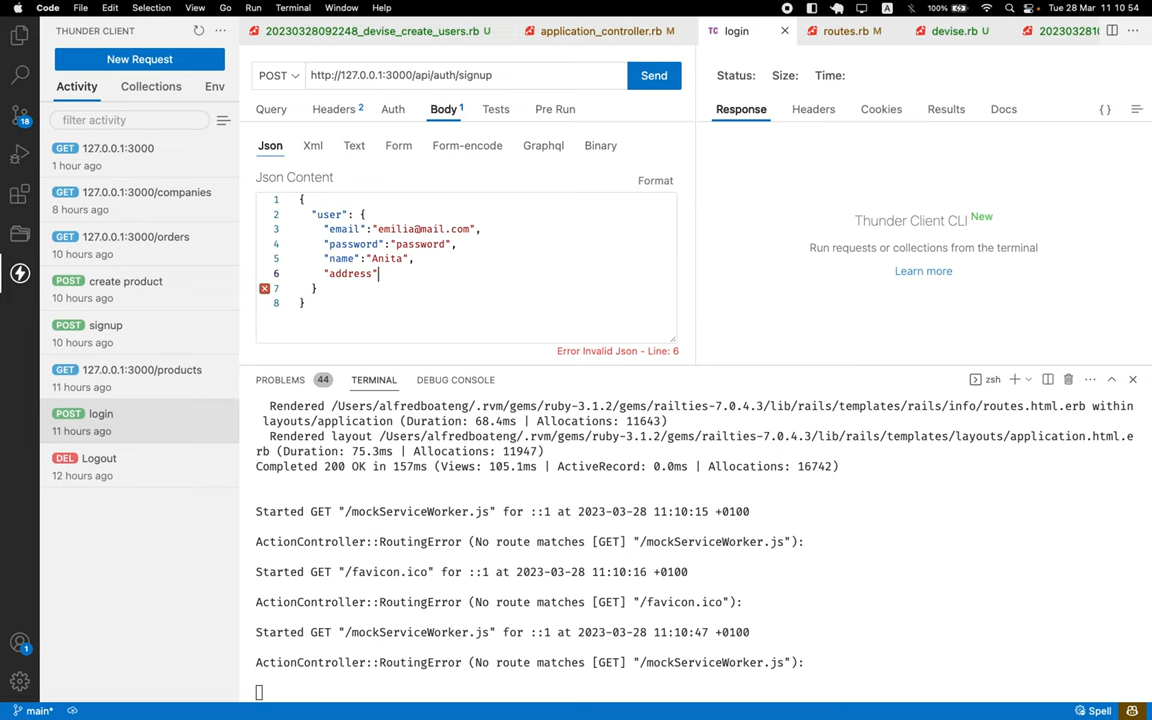 Code File Edit Selection View Go Run Terminal Window Help A 100% Tue 28 Mar 11 10 54
THUNDER CLIENT
New Request
Activity Collections Env
filter activity
GET 127.0.0.1:3000
1 hour ago
GET 127.0.0.1:3000/companies
8 hours ago
GET 127.0.0.1:3000/orders
10 hours ago
POST create product
10 hours ago
POST signup
10 hours ago
GET 127.0.0.1:3000/products
11 hours ago
POST login
11 hours ago
DEL Logout
12 hours ago
18
1
20230328092248_devise_create_users.rb U application_controller.rb M TC login routes.rb M devise.rb U 202303281(
POST http://127.0.0.1:3000/api/auth/signup Send
Query Headers 2 Auth Body 1 Tests Pre Run
Json Xml Text Form Form-encode Graphql Binary
Json Content
Format
1 {
2 "user": {
3 "email":"emilia@mail.com",
4 "password":"password",
5 "name":"Anita",
6 "address"
7 }
8 }
Error Invalid Json - Line: 6
Status: Size: Time:
Response Headers Cookies Results Docs { }
Thunder Client CLI New
Run requests or collections from the terminal
Learn more
PROBLEMS 44 TERMINAL DEBUG CONSOLE zsh
Rendered /Users/alfredboateng/.rvm/gems/ruby-3.1.2/gems/railties-7.0.4.3/lib/rails/templates/rails/info/routes.html.erb within
layouts/application (Duration: 68.4ms | Allocations: 11643)
Rendered layout /Users/alfredboateng/.rvm/gems/ruby-3.1.2/gems/railties-7.0.4.3/lib/rails/templates/layouts/application.html.e
rb (Duration: 75.3ms | Allocations: 11947)
Completed 200 OK in 157ms (Views: 105.1ms | ActiveRecord: 0.0ms | Allocations: 16742)
Started GET "/mockServiceWorker.js" for ::1 at 2023-03-28 11:10:15 +0100
ActionController::RoutingError (No route matches [GET] "/mockServiceWorker.js"):
Started GET "/favicon.ico" for ::1 at 2023-03-28 11:10:16 +0100
ActionController::RoutingError (No route matches [GET] "/favicon.ico"):
Started GET "/mockServiceWorker.js" for ::1 at 2023-03-28 11:10:47 +0100
ActionController::RoutingError (No route matches [GET] "/mockServiceWorker.js"):
main* Spell